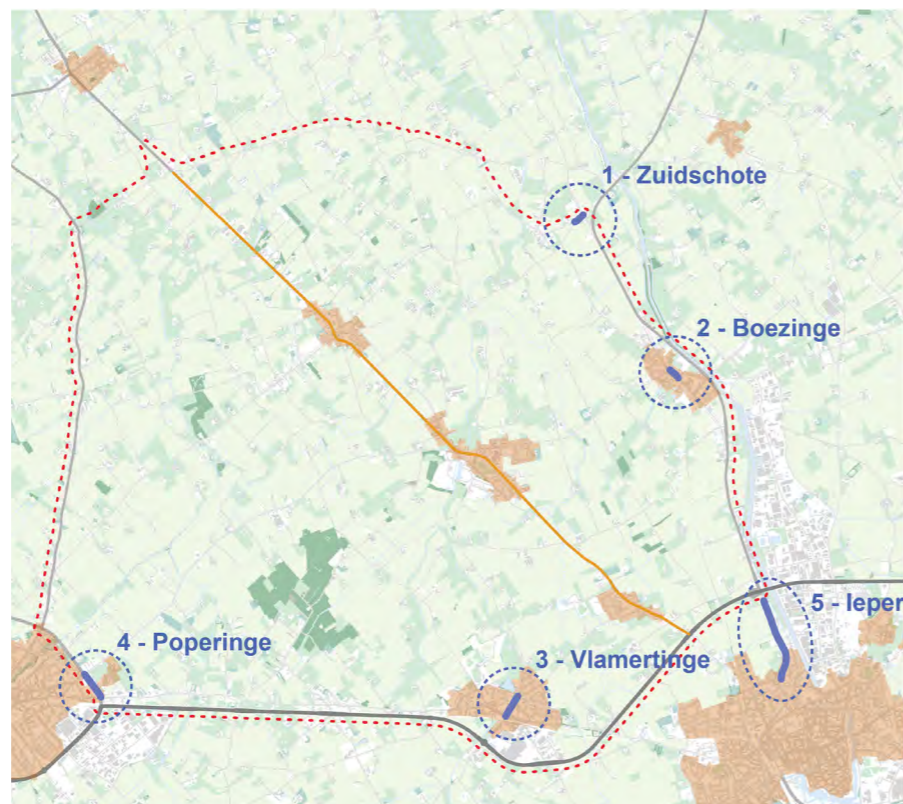 1 - Zuidschote
2 - Boezinge
5 - Ieper
4 - Poperinge
3 - Vlamertinge